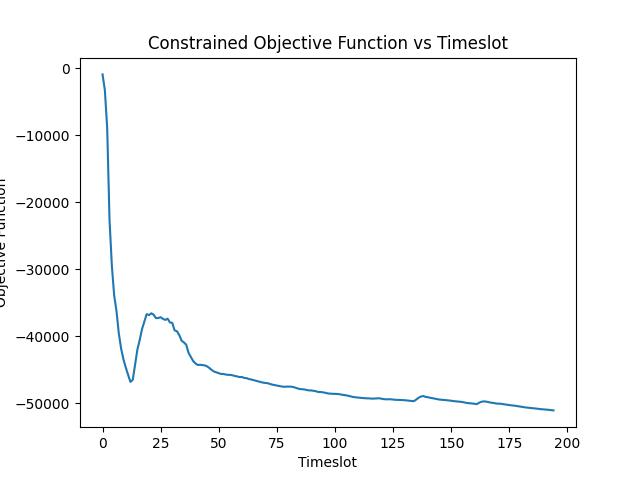 Constrained Objective Function vs Timeslot
Objective Function
0
−10000
−20000
−30000
−40000
−50000
0 25 50 75 100 125 150 175 200
Timeslot